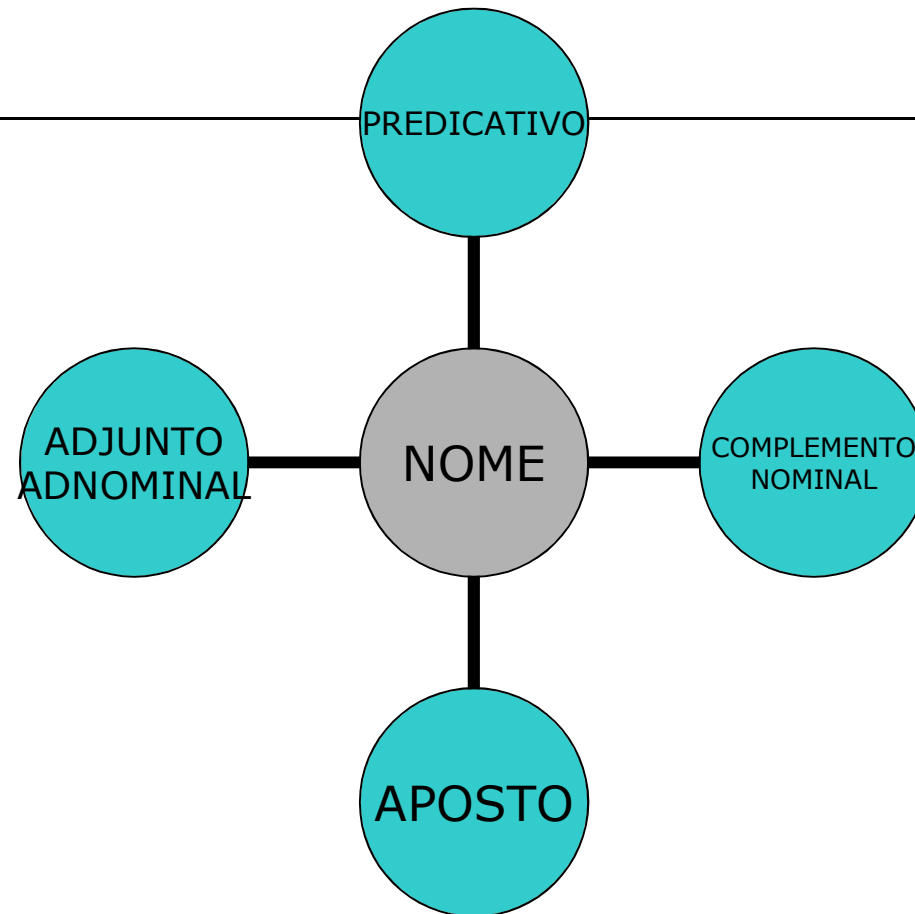 PREDICATIVO
ADJUNTO
ADNOMINAL
NOME
COMPLEMENTO
NOMINAL
APOSTO